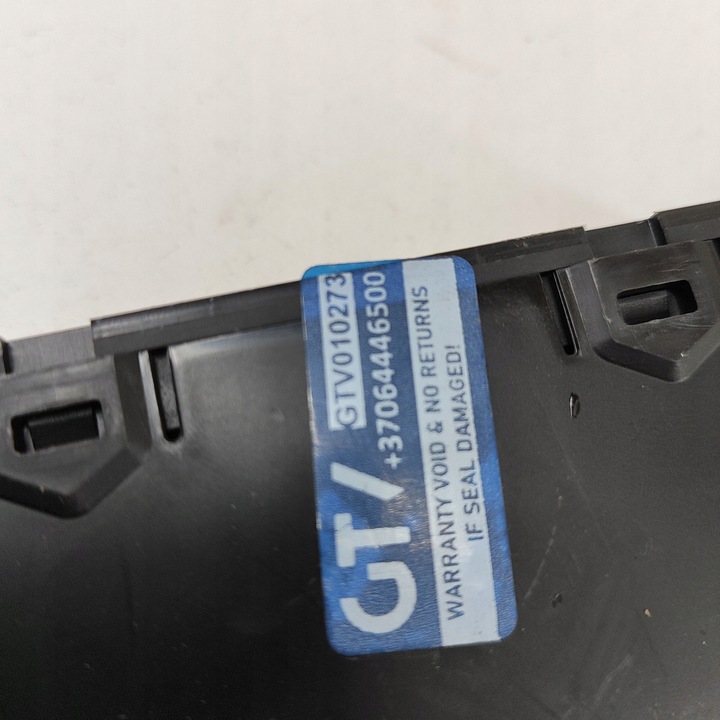 GT/
GTV010273
+37064446500
WARRANTY VOID & NO RETURNS
IF SEAL DAMAGED!